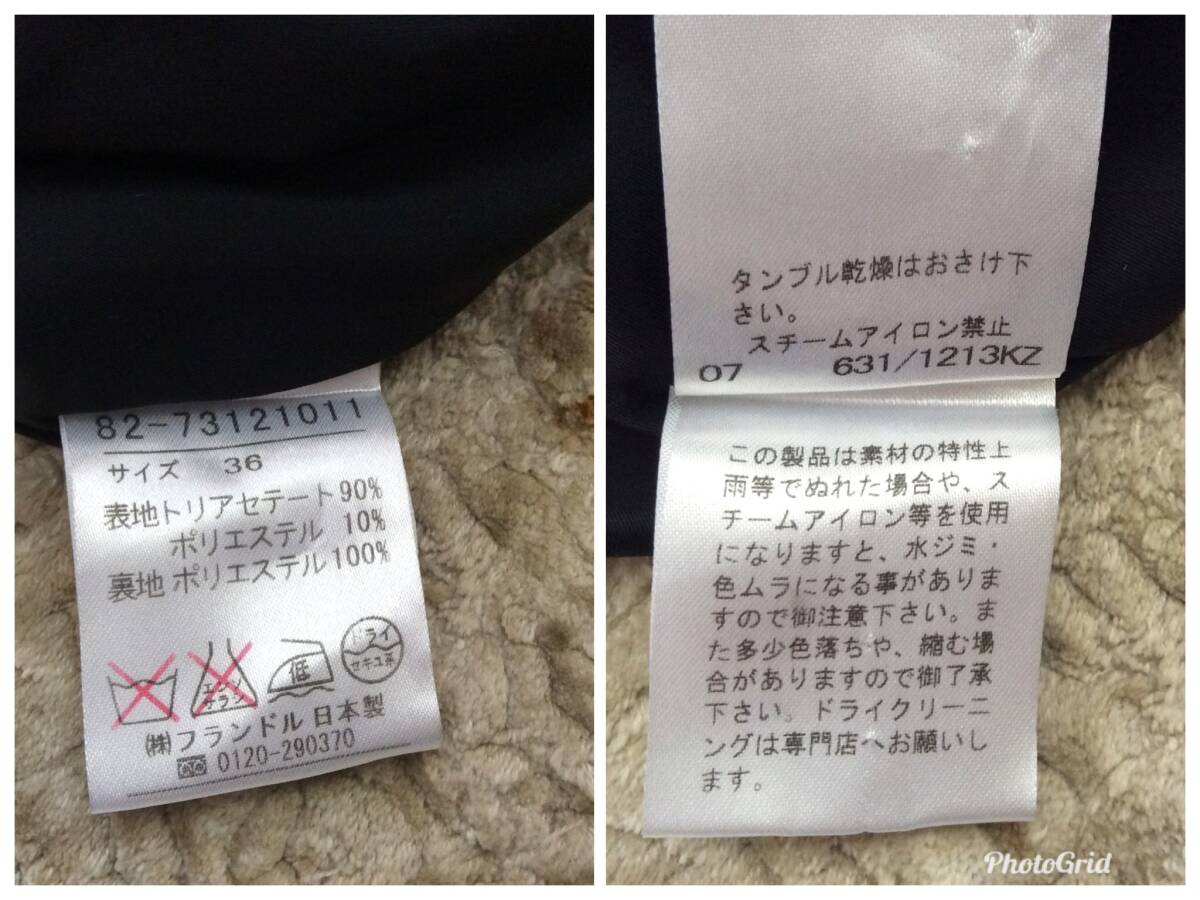 82-73121011
サイズ 36
表地トリアセテート90%
ポリエステル 10%
裏地 ポリエステル100%
エンソ
サラシ
低
ドライ
セキユ系
㈱フランドル 日本製
0120-290370
タンブル乾燥はおさけ下
さい。
スチームアイロン禁止
07 631/1213KZ
この製品は素材の特性上
雨等でぬれた場合や、ス
チームアイロン等を使用
になりますと、水ジミ・
色ムラになる事がありま
すので御注意下さい。ま
た多少色落ちや、縮む場
合がありますので御了承
下さい。ドライクリーニ
ングは専門店へお願いし
ます。
PhotoGrid